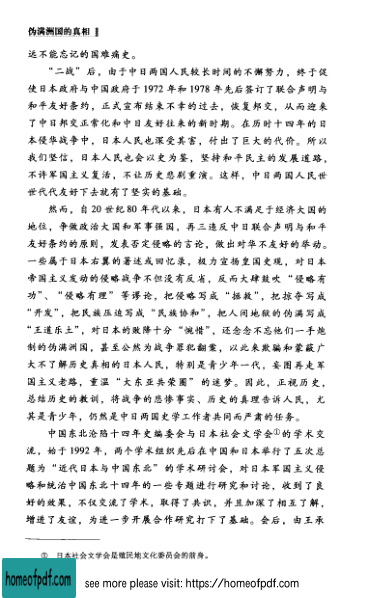 伪满洲国的真相
远不能忘记的国难痛史。
“二战”后，由于中日两国人民较长时间的不懈努力，终于促
使日本政府与中国政府于 1972 年和 1978 年先后签订了联合声明与
和平友好条约，正式宣布结束不幸的过去，恢复邦交，从而迎来
了中日邦交正常化和中日友好往来的新时期。在历时十四年的日
本侵华战争中，日本人民也深受其害，付出了巨大的代价。所以
我们坚信，日本人民也会以史为鉴，坚持和平民主的发展道路，
不许军国主义复活，不让历史悲剧重演。这样，中日两国人民世
世代代友好下去就有了坚实的基础。
然而，自 20 世纪 80 年代以来，日本有人不满足于经济大国的
地位，争做政治大国和军事强国，再三违反中日联合声明与和平
友好条约的原则，发表否定侵略的言论，做出对华不友好的举动。
一些属于日本右翼的著述或回忆录，极力宣扬皇国史观，对日本
帝国主义发动的侵略战争不但没有反省，反而大肆鼓吹“侵略有
功”、“侵略有理”等谬论，把侵略写成“拯救”，把掠夺写成
“开发”，把民族压迫写成“民族协和”，把人间地狱的伪满写成
“王道乐土”，对日本的败降十分“惋惜”，还念念不忘他们一手炮
制的伪满洲国，甚至公然为战争罪犯翻案，以此来欺骗和蒙蔽广
大不了解历史真相的日本人民，特别是青少年一代，妄图再走军
国主义老路，重温“大东亚共荣圈”的迷梦。因此，正视历史，
总结历史的教训，将战争的悲惨事实、历史的真理告诉人民，尤
其是青少年，仍然是中日两国史学工作者共同而严肃的任务。
中国东北沦陷十四年史编委会与日本社会文学会①的学术交
流，始于 1992 年，两个学术组织先后在中国和日本举行了五次总
题为“近代日本与中国东北”的学术研讨会，对日本军国主义侵
略和统治中国东北十四年的一些专题进行研究和讨论，收到了良
好的效果，不仅交流了学术，取得了共识，并且加深了相互了解，
增进了友谊，为进一步开展合作研究打下了基础。会后，由王承
① 日本社会文学会是殖民地文化委员会的前身。
homeofpdf.com
see more please visit: https://homeofpdf.com